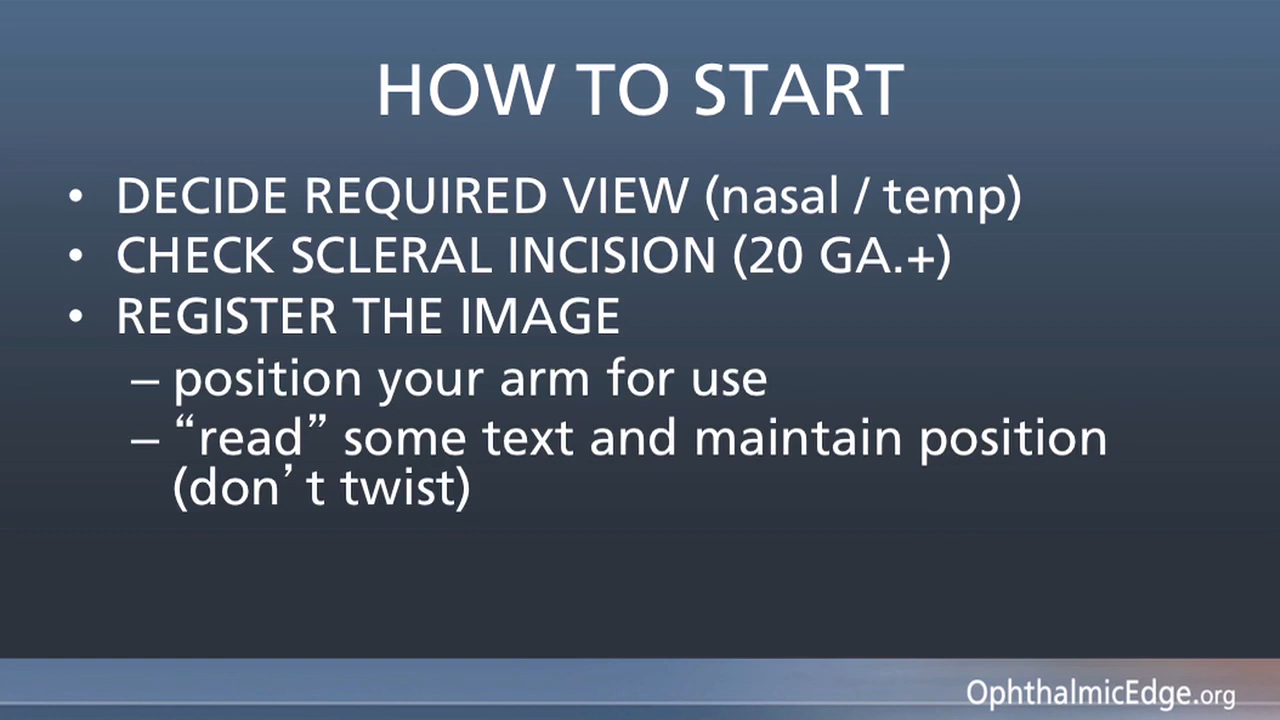 HOW TO START
• DECIDE REQUIRED VIEW (nasal / temp)
• CHECK SCLERAL INCISION (20 GA.+)
• REGISTER THE IMAGE
– position your arm for use
– “read” some text and maintain position
(don’t twist)
OphthalmicEdge.org